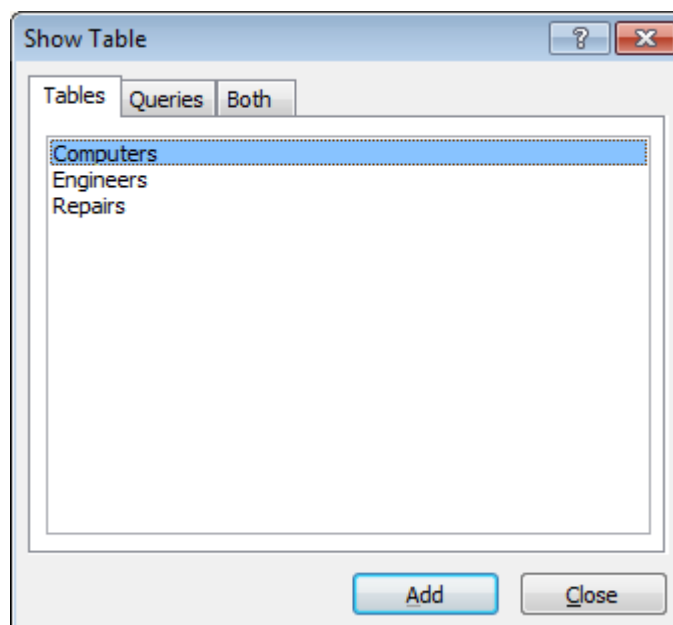 Show Table
?
Tables Queries Both
Computers
Engineers
Repairs
Add Close